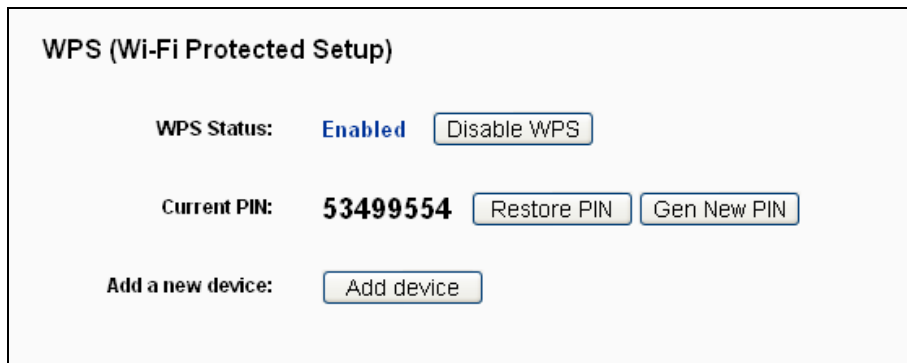 WPS (Wi-Fi Protected Setup)
WPS Status: Enabled Disable WPS
Current PIN: 53499554 Restore PIN Gen New PIN
Add a new device: Add device